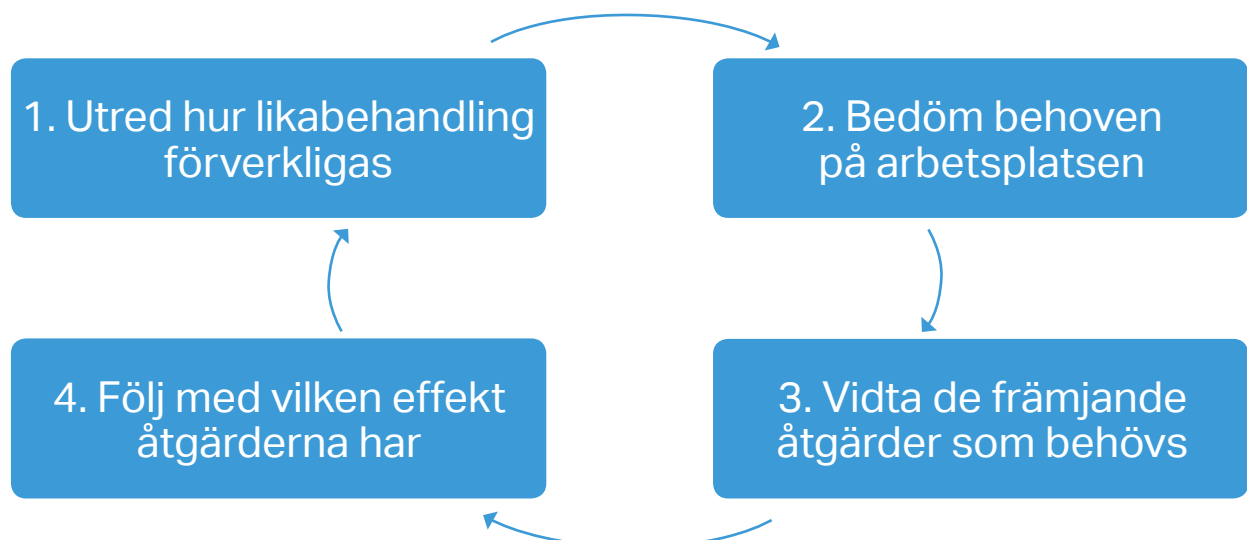 1. Utred hur likabehandling
förverkligas
2. Bedöm behoven
på arbetsplatsen
3. Vidta de främjande
åtgärder som behövs
4. Följ med vilken effekt
åtgärderna har